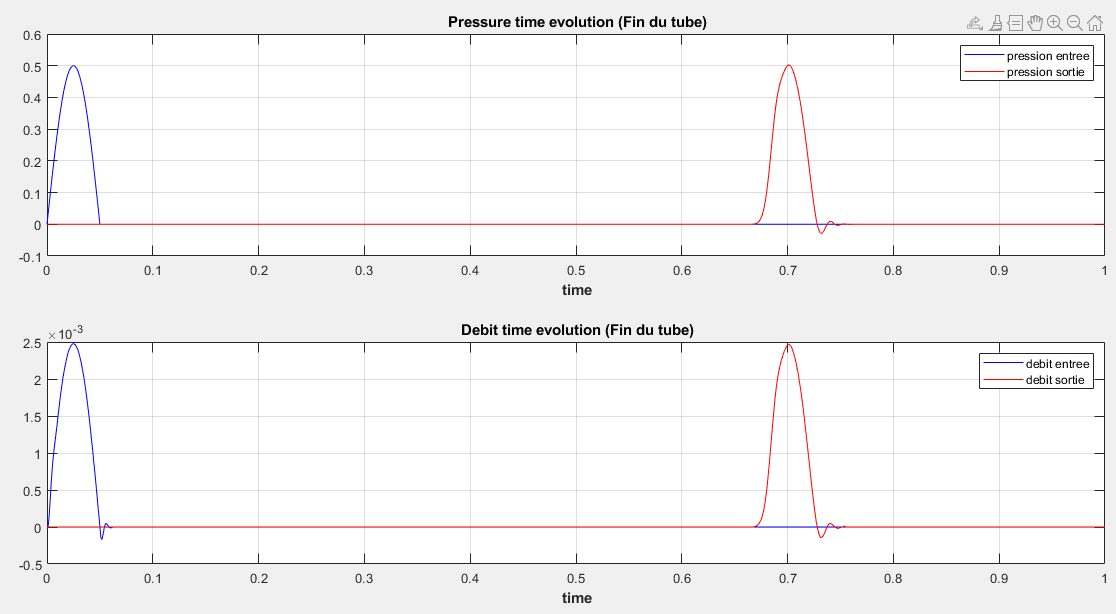 Pressure time evolution (Fin du tube)
0.6
0.5
0.4
0.3
0.2
0.1
0
-0.1
pression entree
pression sortie
0 0.1 0.2 0.3 0.4 0.5 0.6 0.7 0.8 0.9 1
time
Debit time evolution (Fin du tube)
×10-3
2.5
2
1.5
1
0.5
0
-0.5
debit entree
debit sortie
0 0.1 0.2 0.3 0.4 0.5 0.6 0.7 0.8 0.9 1
time